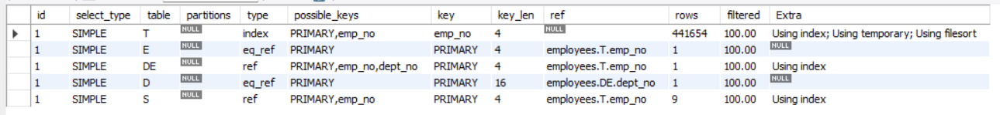 id select_type table partitions type possible_keys key key_len ref rows filtered Extra
1 SIMPLE T NULL index PRIMARY,emp_no emp_no 4 NULL 441654 100.00 Using index; Using temporary; Using filesort
1 SIMPLE E NULL eq_ref PRIMARY PRIMARY 4 employees.T.emp_no 1 100.00 NULL
1 SIMPLE DE NULL ref PRIMARY,emp_no,dept_no PRIMARY 4 employees.T.emp_no 1 100.00 Using index
1 SIMPLE D NULL eq_ref PRIMARY PRIMARY 16 employees.DE.dept_no 1 100.00 NULL
1 SIMPLE S NULL ref PRIMARY,emp_no PRIMARY 4 employees.T.emp_no 9 100.00 Using index